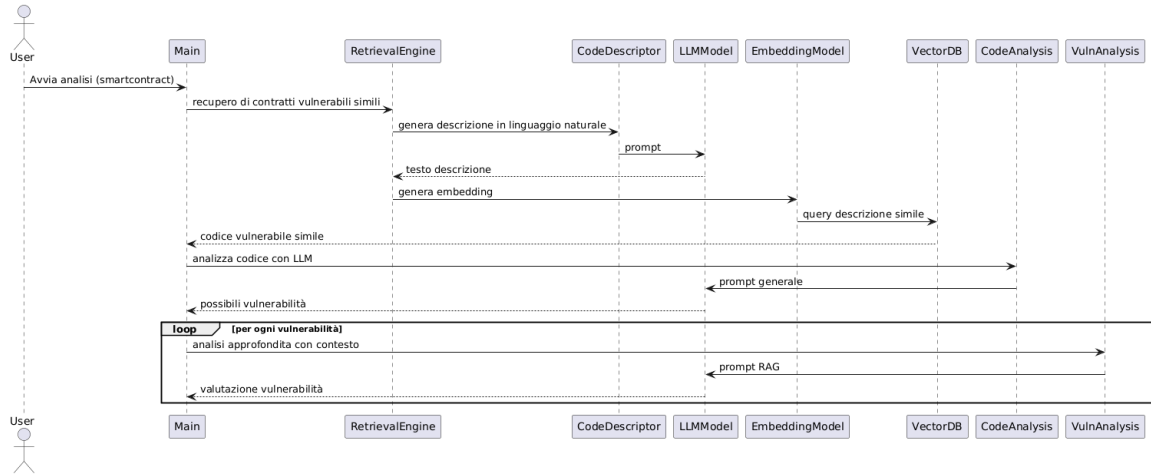 User
Main
RetrievalEngine
CodeDescriptor
LLMModel
EmbeddingModel
VectorDB
CodeAnalysis
VulnAnalysis
Avvia analisi (smartcontract)
recupero di contratti vulnerabili simili
genera descrizione in linguaggio naturale
prompt
testo descrizione
genera embedding
query descrizione simile
codice vulnerabile simile
analizza codice con LLM
prompt generale
possibili vulnerabilità
loop
[per ogni vulnerabilità]
analisi approfondita con contesto
prompt RAG
valutazione vulnerabilità
User
Main
RetrievalEngine
CodeDescriptor
LLMModel
EmbeddingModel
VectorDB
CodeAnalysis
VulnAnalysis